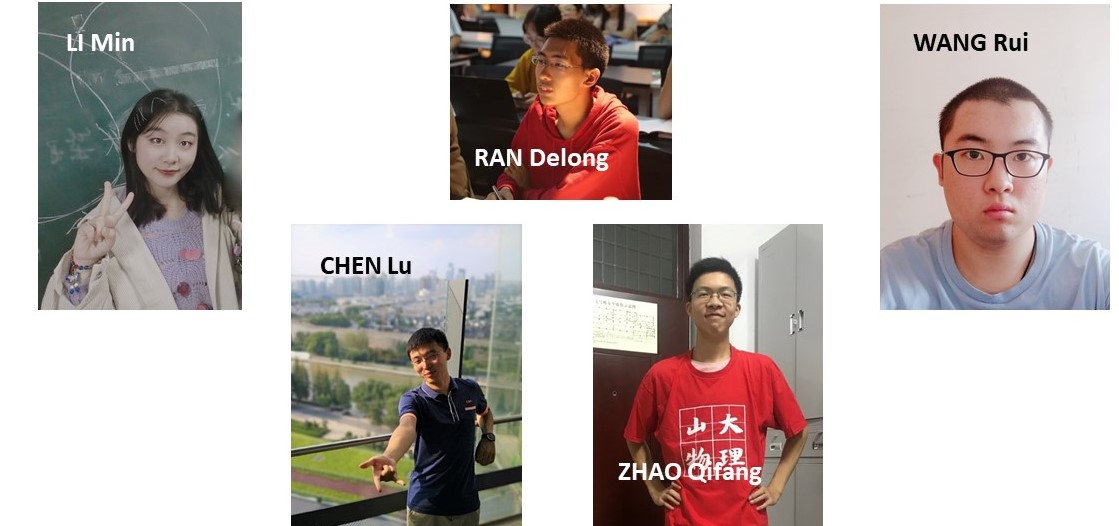 LI Min
RAN Delong
WANG Rui
CHEN Lu
山大
物理
ZHAO Qifang